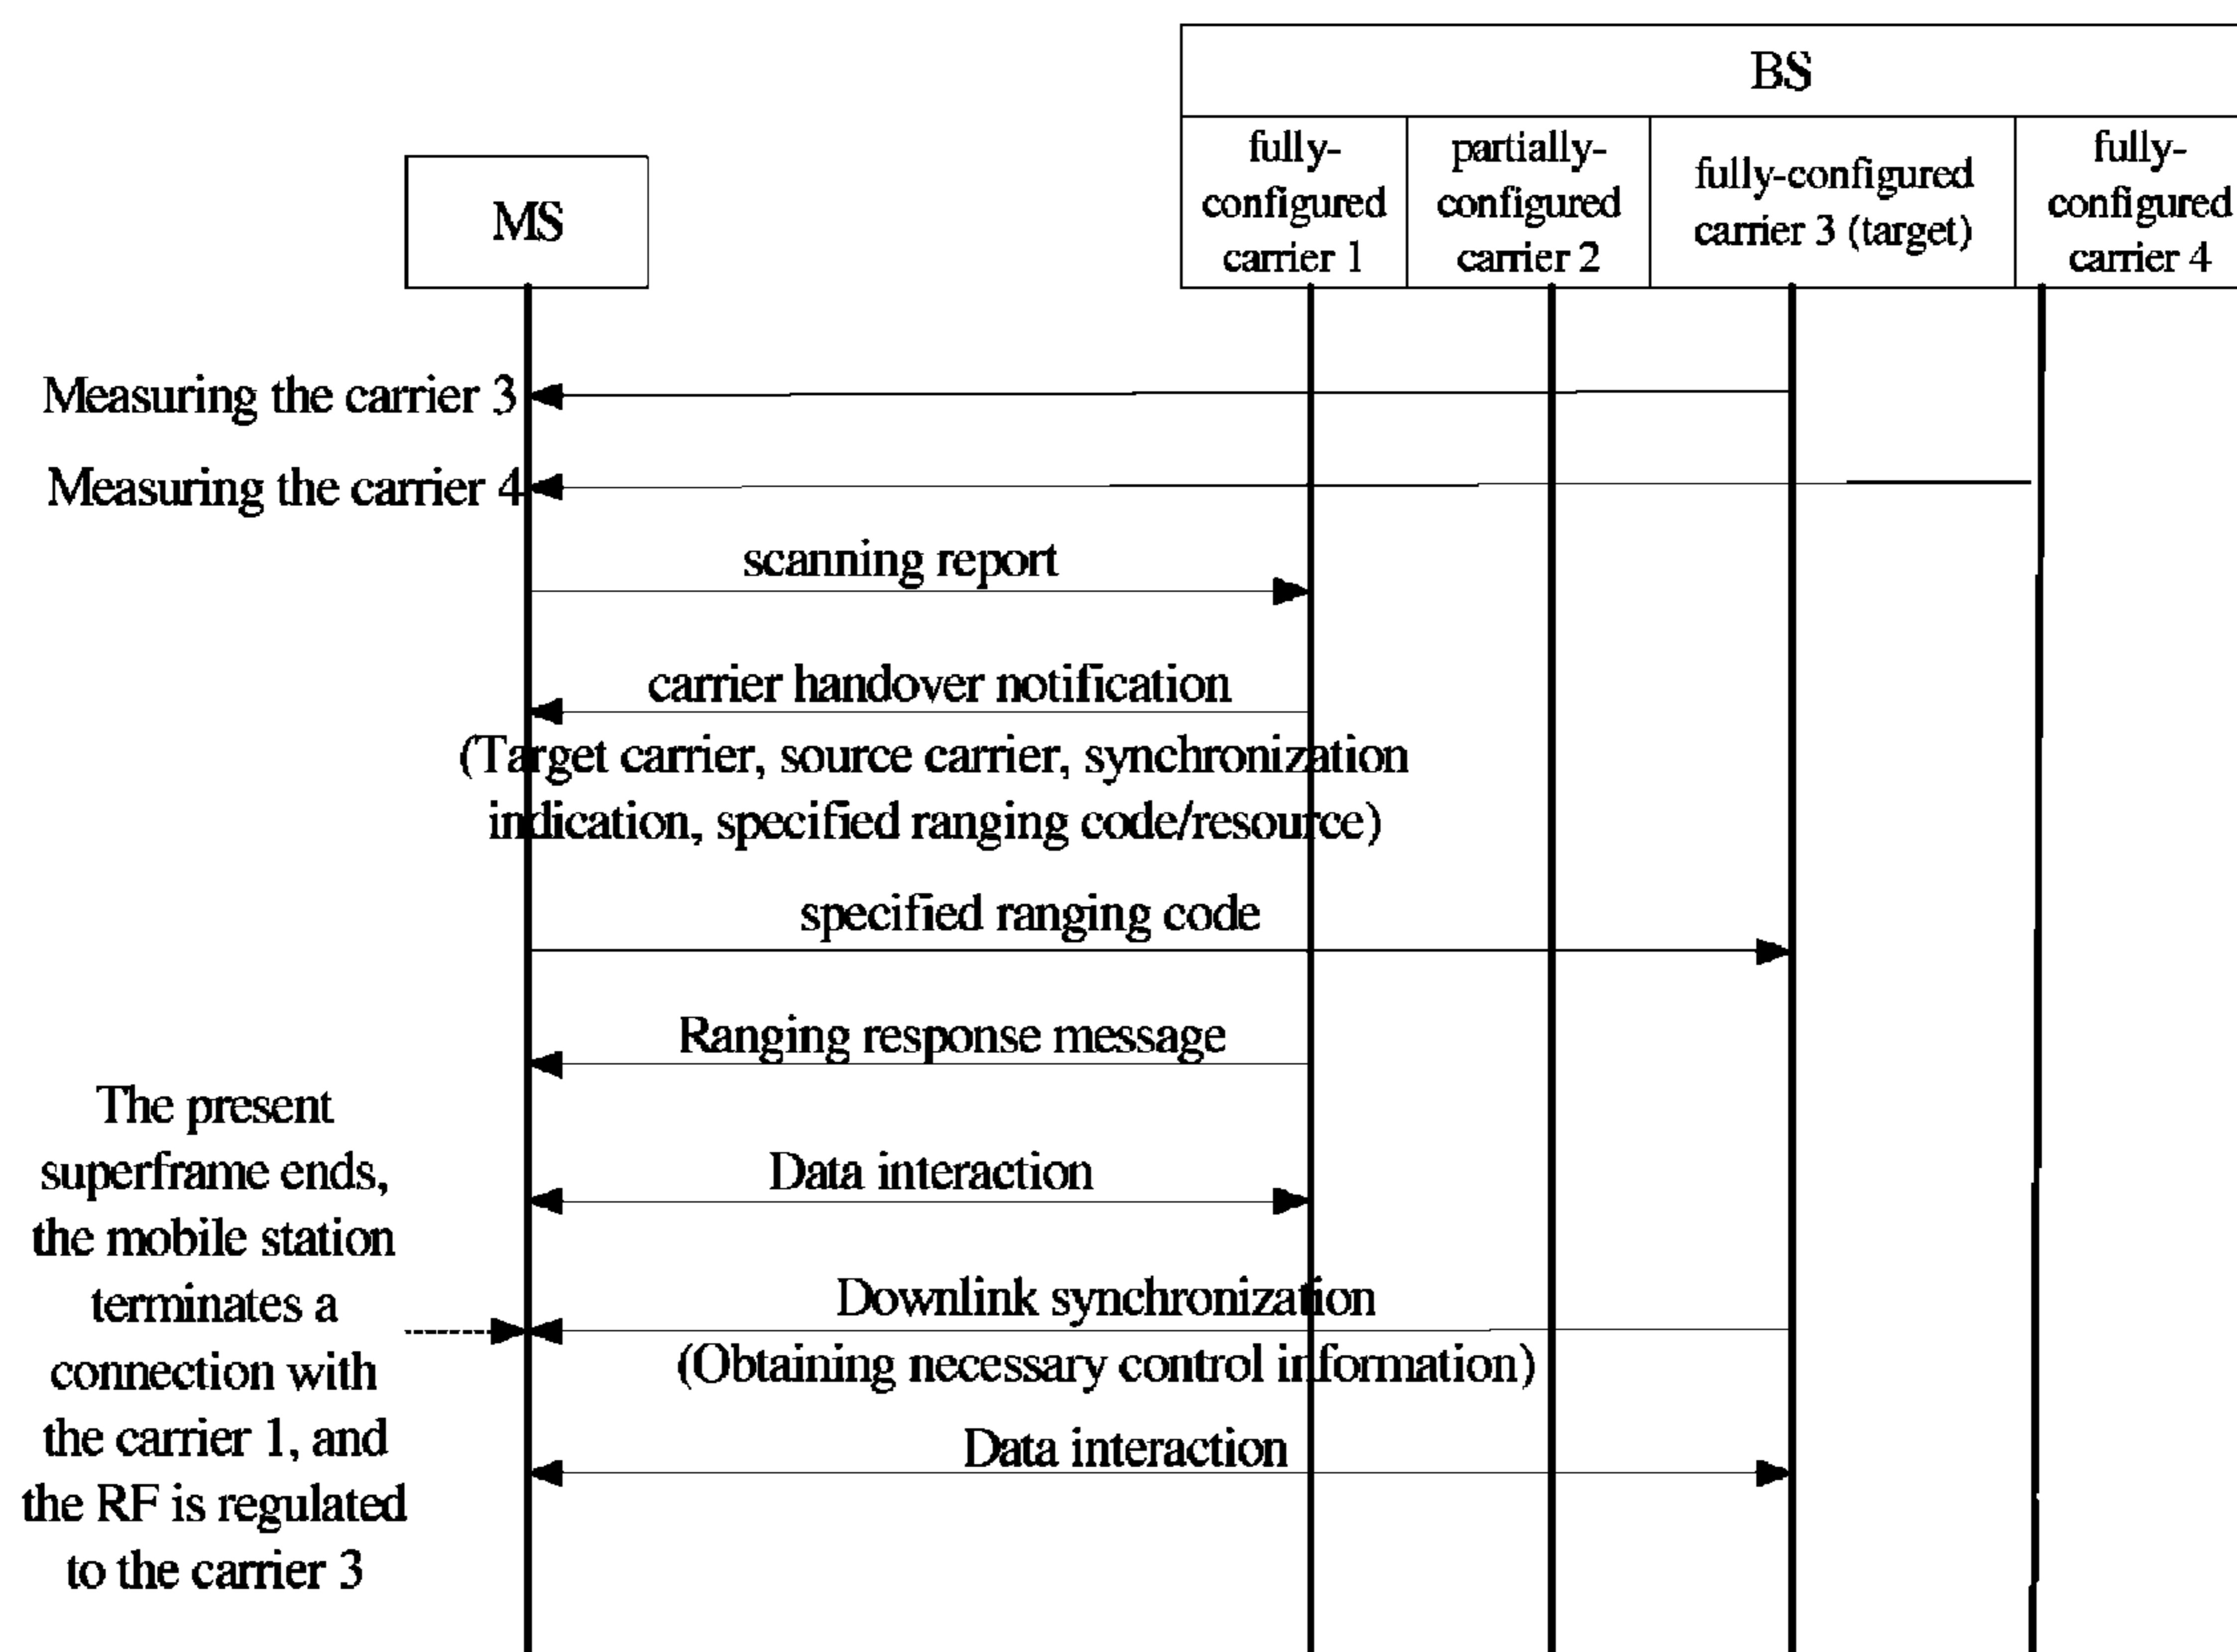 BS
MS
fully-
configured
carrier 1
partially-
configured
carrier 2
fully-configured
carrier 3 (target)
fully-
configured
carrier 4
Measuring the carrier 3
Measuring the carrier 4
scanning report
carrier handover notification
(Target carrier, source carrier, synchronization
indication, specified ranging code/resource)
specified ranging code
Ranging response message
Data interaction
The present
superframe ends,
the mobile station
terminates a
connection with
the carrier 1, and
the RF is regulated
to the carrier 3
Downlink synchronization
(Obtaining necessary control information)
Data interaction